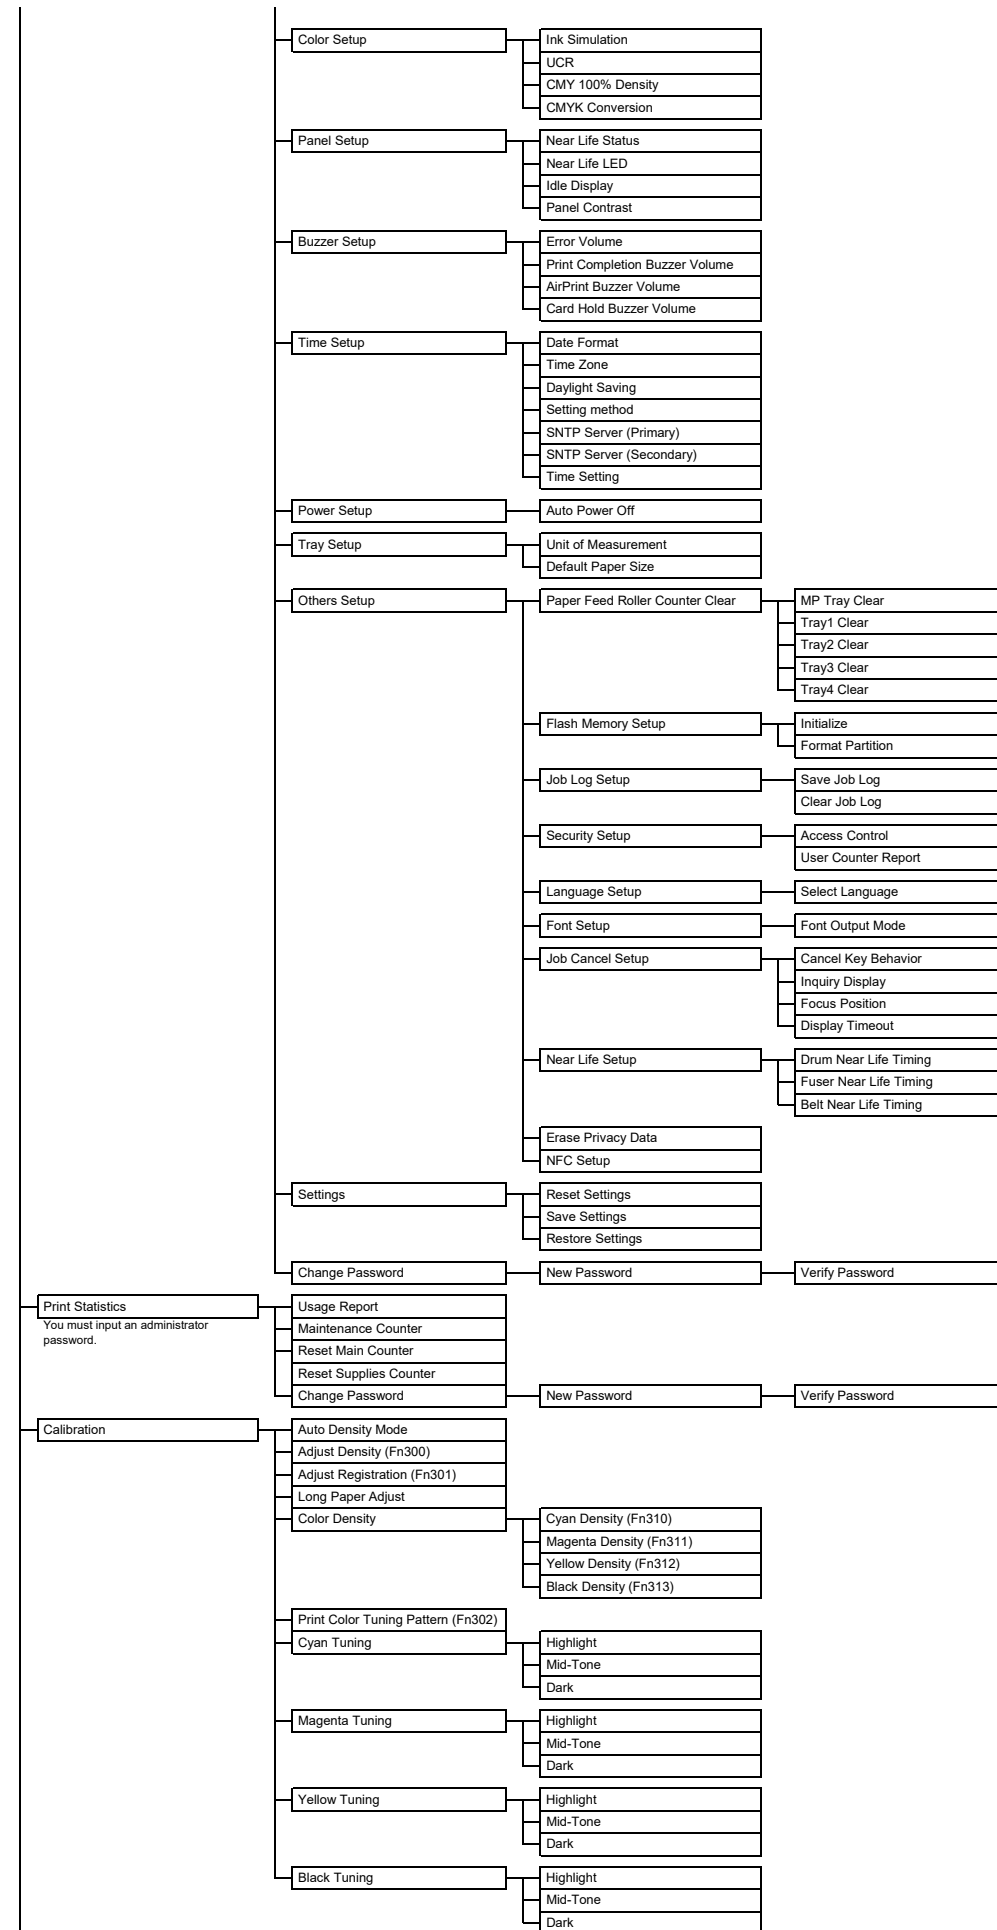 Color Setup
Ink Simulation
UCR
CMY 100% Density
CMYK Conversion
Panel Setup
Near Life Status
Near Life LED
Idle Display
Panel Contrast
Buzzer Setup
Error Volume
Print Completion Buzzer Volume
AirPrint Buzzer Volume
Card Hold Buzzer Volume
Time Setup
Date Format
Time Zone
Daylight Saving
Setting method
SNTP Server (Primary)
SNTP Server (Secondary)
Time Setting
Power Setup
Auto Power Off
Tray Setup
Unit of Measurement
Default Paper Size
Others Setup
Paper Feed Roller Counter Clear
MP Tray Clear
Tray1 Clear
Tray2 Clear
Tray3 Clear
Tray4 Clear
Flash Memory Setup
Initialize
Format Partition
Job Log Setup
Save Job Log
Clear Job Log
Security Setup
Access Control
User Counter Report
Language Setup
Select Language
Font Setup
Font Output Mode
Job Cancel Setup
Cancel Key Behavior
Inquiry Display
Focus Position
Display Timeout
Near Life Setup
Drum Near Life Timing
Fuser Near Life Timing
Belt Near Life Timing
Erase Privacy Data
NFC Setup
Settings
Reset Settings
Save Settings
Restore Settings
Change Password
New Password
Verify Password
Print Statistics
You must input an administrator
password.
Usage Report
Maintenance Counter
Reset Main Counter
Reset Supplies Counter
Change Password
New Password
Verify Password
Calibration
Auto Density Mode
Adjust Density (Fn300)
Adjust Registration (Fn301)
Long Paper Adjust
Color Density
Cyan Density (Fn310)
Magenta Density (Fn311)
Yellow Density (Fn312)
Black Density (Fn313)
Print Color Tuning Pattern (Fn302)
Cyan Tuning
Highlight
Mid-Tone
Dark
Magenta Tuning
Highlight
Mid-Tone
Dark
Yellow Tuning
Highlight
Mid-Tone
Dark
Black Tuning
Highlight
Mid-Tone
Dark